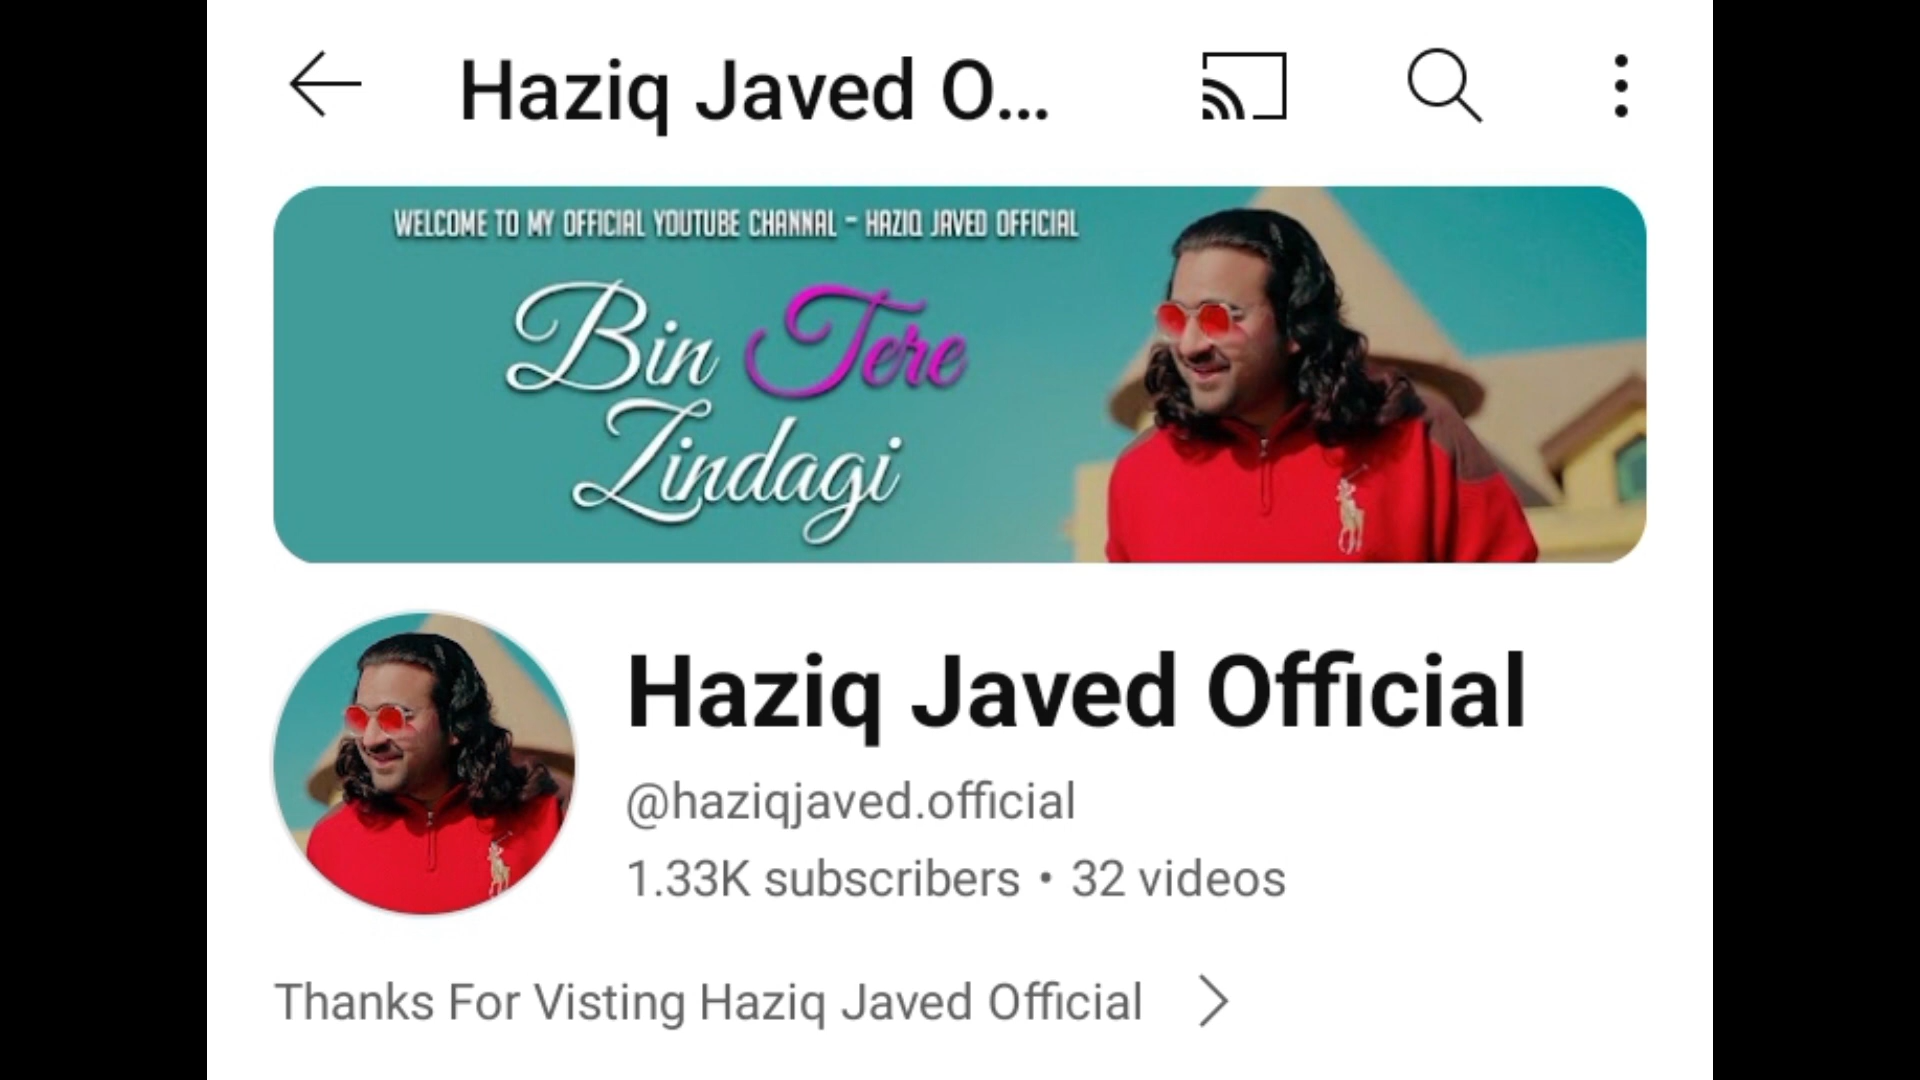 Haziq Javed O...
WELCOME TO MY OFFICIAL YOUTUBE CHANNAL - HAZIQ JAVED OFFICIAL
Bin Tere
Zindagi
Haziq Javed Official
@haziqjaved.official
1.33K subscribers • 32 videos
Thanks For Visting Haziq Javed Official